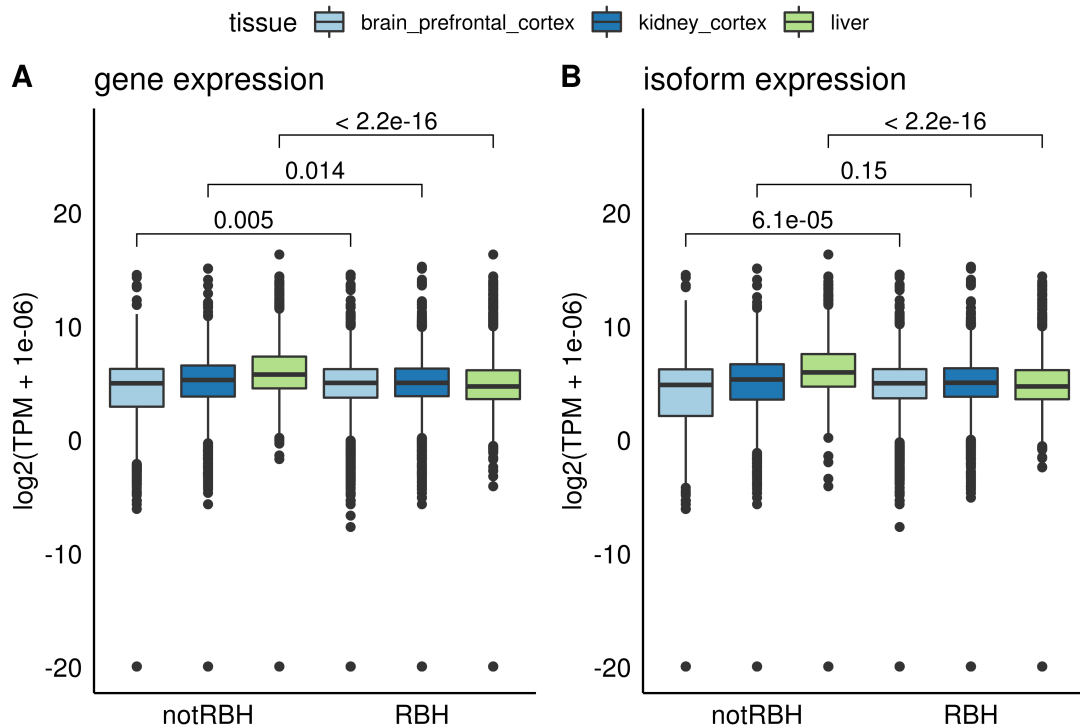 tissue brain_prefrontal_cortex kidney_cortex liver
A gene expression
< 2.2e-16
0.014
0.005
20
10
0
-10
-20
log2(TPM + 1e-06)
notRBH RBH
B isoform expression
< 2.2e-16
0.15
6.1e-05
20
10
0
-10
-20
log2(TPM + 1e-06)
notRBH RBH